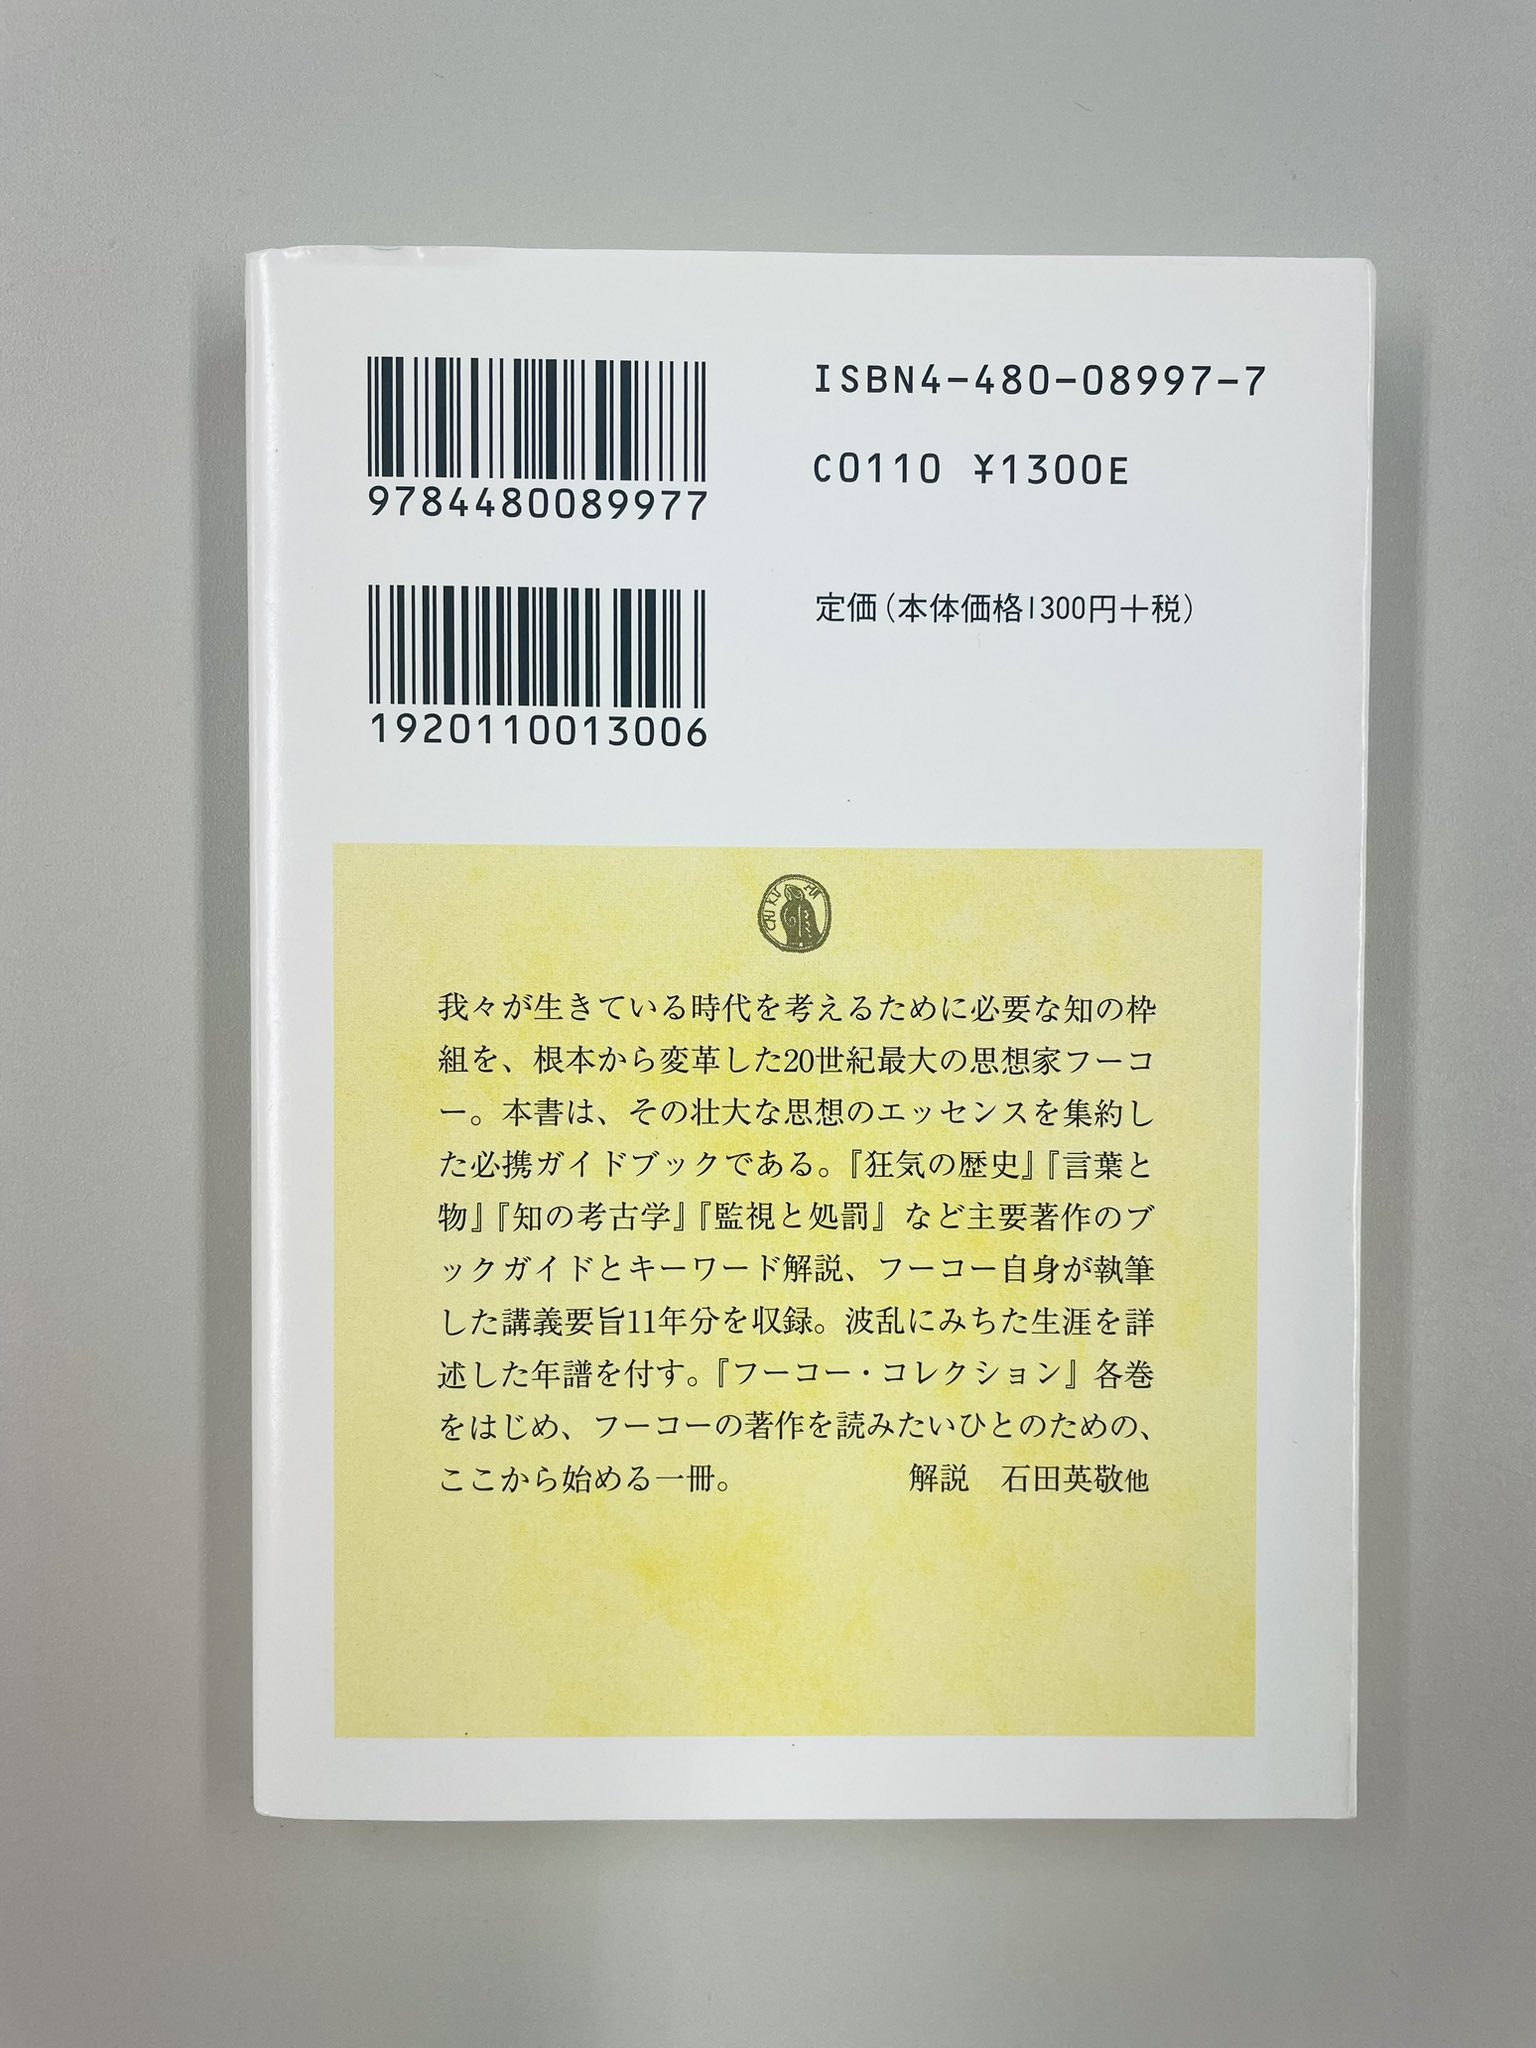 9784480089977
ISBN4-480-08997-7
C0110 ¥1300E
1920110013006
定価(本体価格1300円+税)
CHIKUMA
我々が生きている時代を考えるために必要な知の枠
組を、根本から変革した20世紀最大の思想家フーコ
ー。本書は、その壮大な思想のエッセンスを集約し
た必携ガイドブックである。『狂気の歴史』『言葉と
物』『知の考古学』『監視と処罰』など主要著作のブ
ックガイドとキーワード解説、フーコー自身が執筆
した講義要旨11年分を収録。波乱にみちた生涯を詳
述した年譜を付す。『フーコー・コレクション』各巻
をはじめ、フーコーの著作を読みたいひとのための、
ここから始める一冊。 解説 石田英敬他